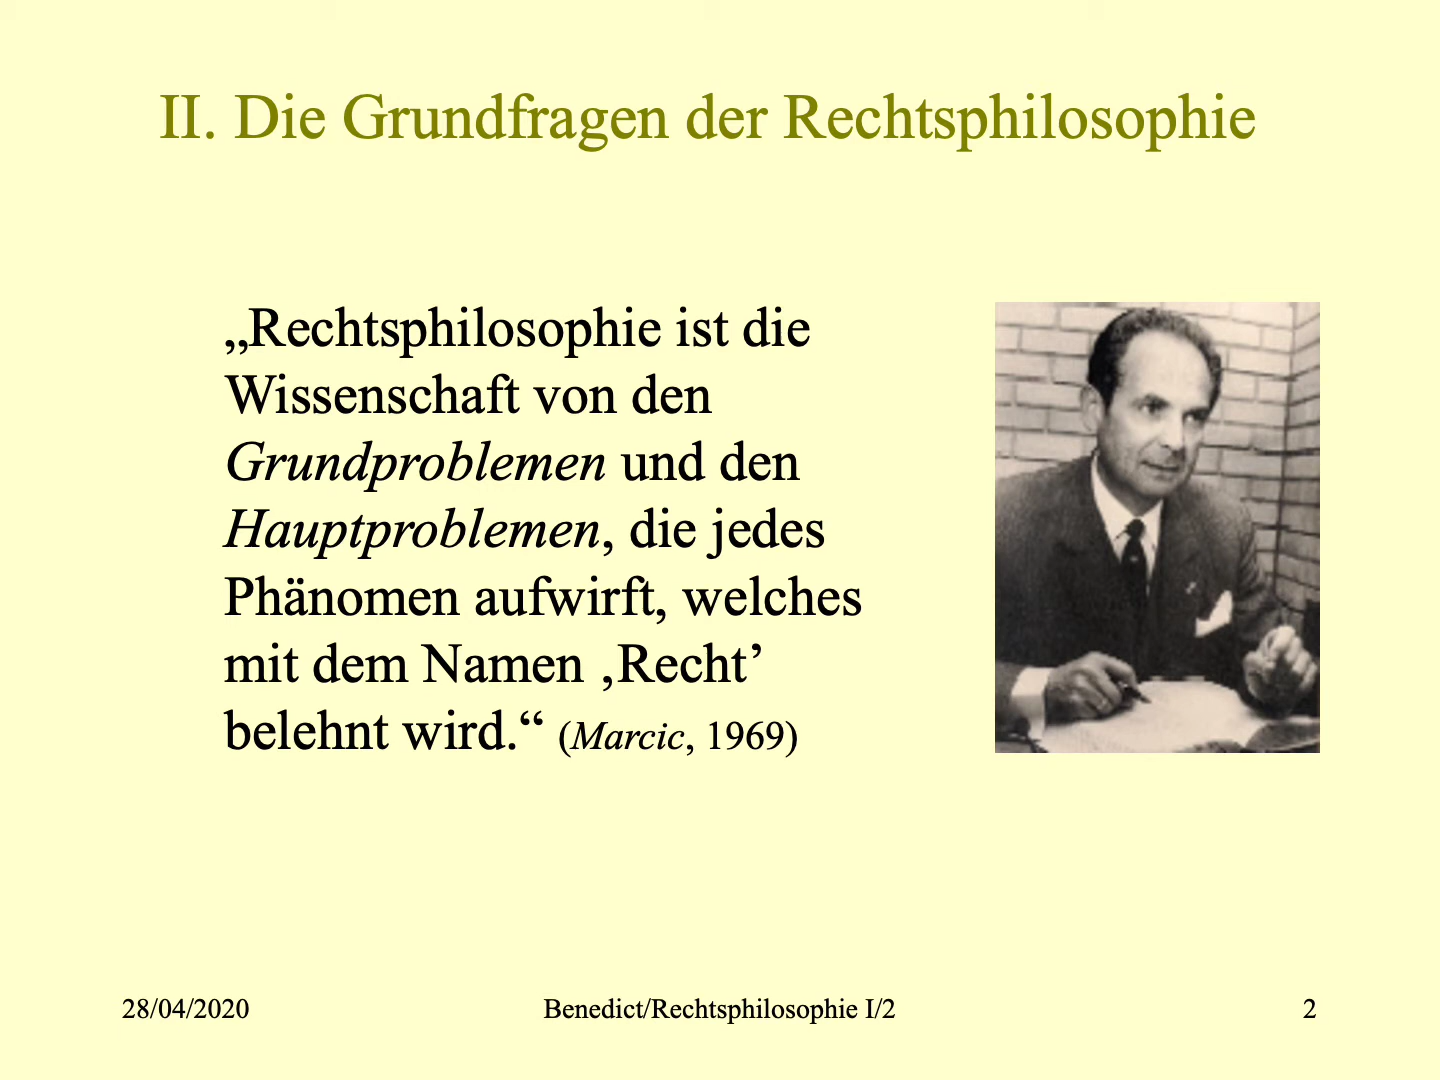 II. Die Grundfragen der Rechtsphilosophie
„Rechtsphilosophie ist die
Wissenschaft von den
Grundproblemen und den
Hauptproblemen, die jedes
Phänomen aufwirft, welches
mit dem Namen ‚Recht’
belehnt wird.“ (Marcic, 1969)
28/04/2020
Benedict/Rechtsphilosophie I/2
2